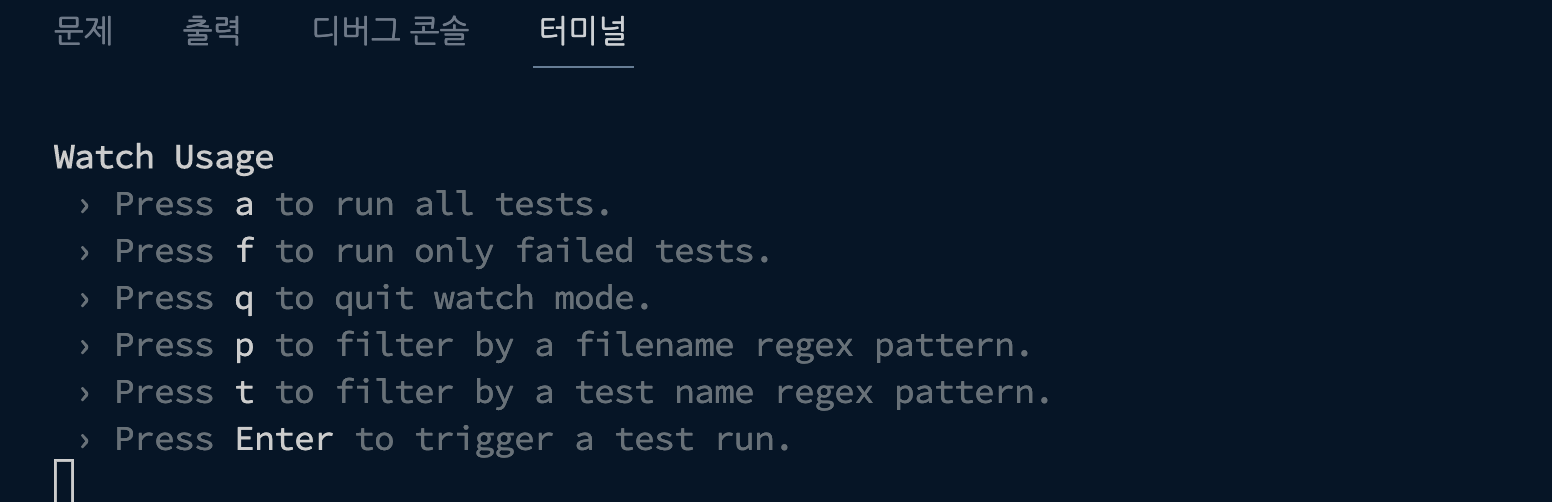 문제 출력 디버그 콘솔 터미널
Watch Usage
› Press a to run all tests.
› Press f to run only failed tests.
› Press q to quit watch mode.
› Press p to filter by a filename regex pattern.
› Press t to filter by a test name regex pattern.
› Press Enter to trigger a test run.